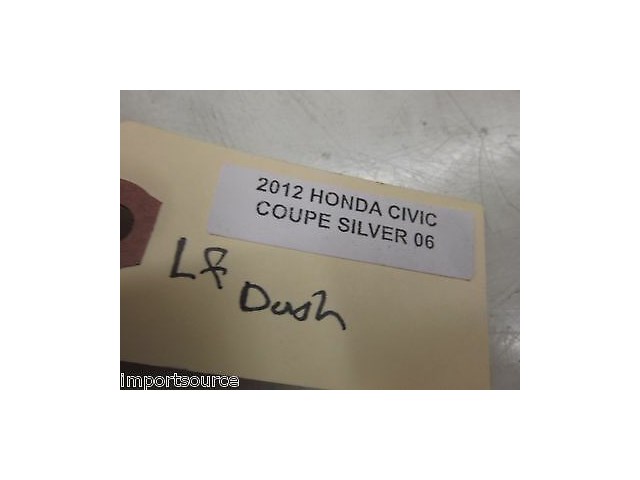 2012 HONDA CIVIC
COUPE SILVER 06
Lf
Dash
importsource